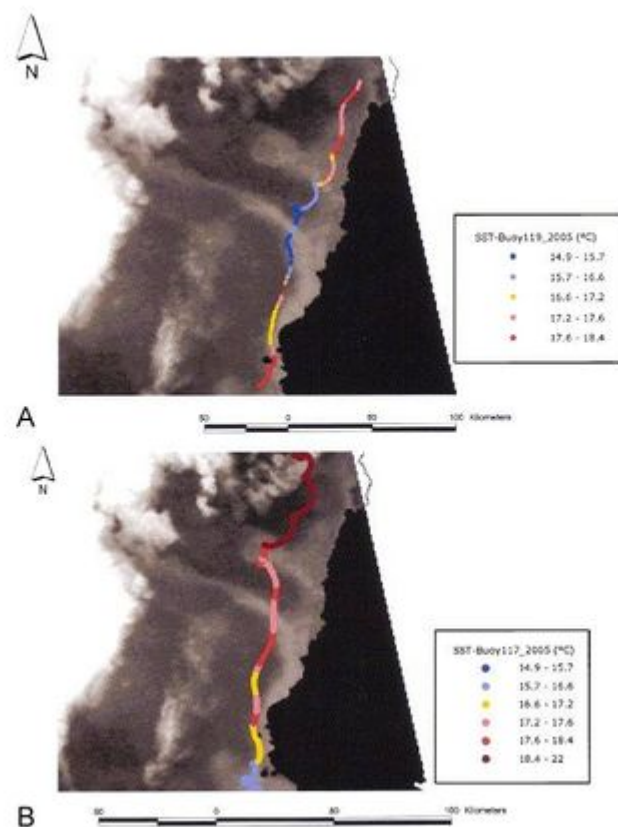 N
SST-Buoy119_2005 (ºC)
14.9 - 15.7
15.7 - 16.6
16.6 - 17.2
17.2 - 17.6
17.6 - 18.4
A
50 0 50 100 Kilometers
N
SST-Buoy117_2005 (ºC)
14.9 - 15.7
15.7 - 16.6
16.6 - 17.2
17.2 - 17.6
17.6 - 18.4
18.4 - 22
B
50 0 50 100 Kilometers